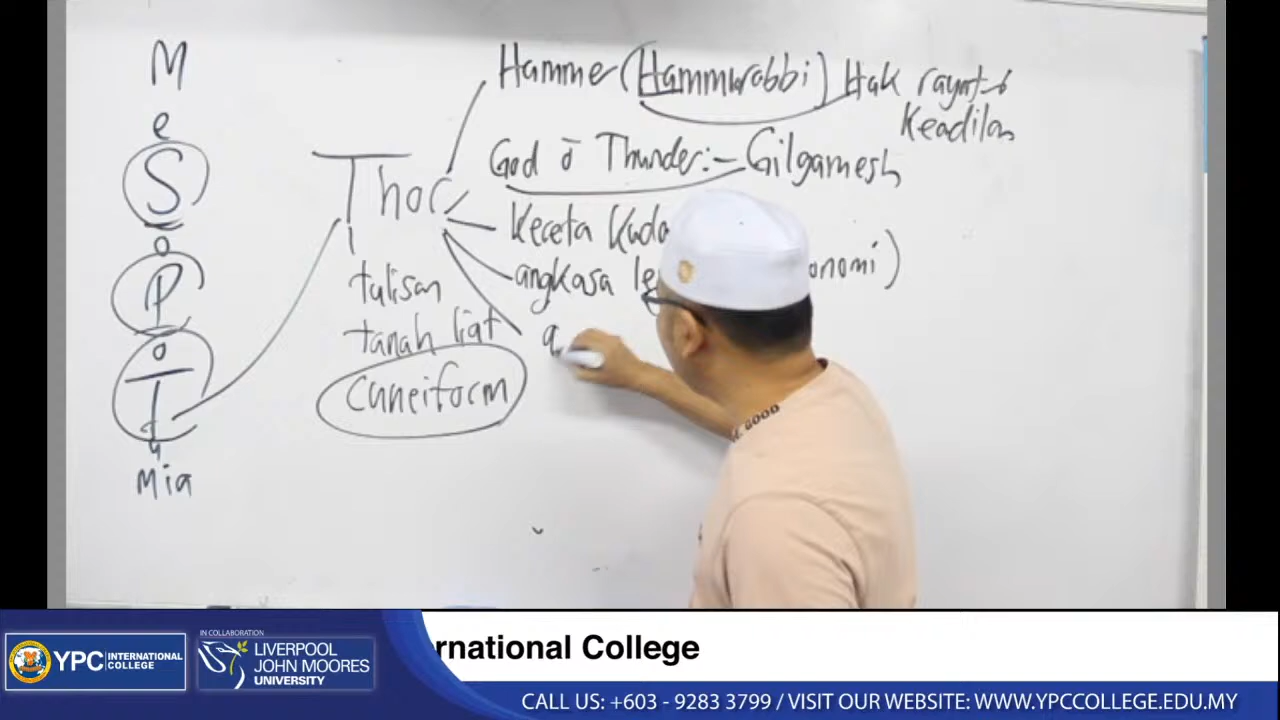 M
e
S
o
P
o
T
Mia
Thor
tulisan
tanah liat
Cuneiform
Hamme (Hammurabbi) Hak rayat
Keadilan
God o Thunder:- Gilgamesh
Kereta Kuda
angkasa le onomi)
a
GOOD
YPC INTERNATIONAL COLLEGE
IN COLLABORATION
LIVERPOOL
JOHN MOORES
UNIVERSITY
rnational College
CALL US: +603 - 9283 3799 / VISIT OUR WEBSITE: WWW.YPCCOLLEGE.EDU.MY